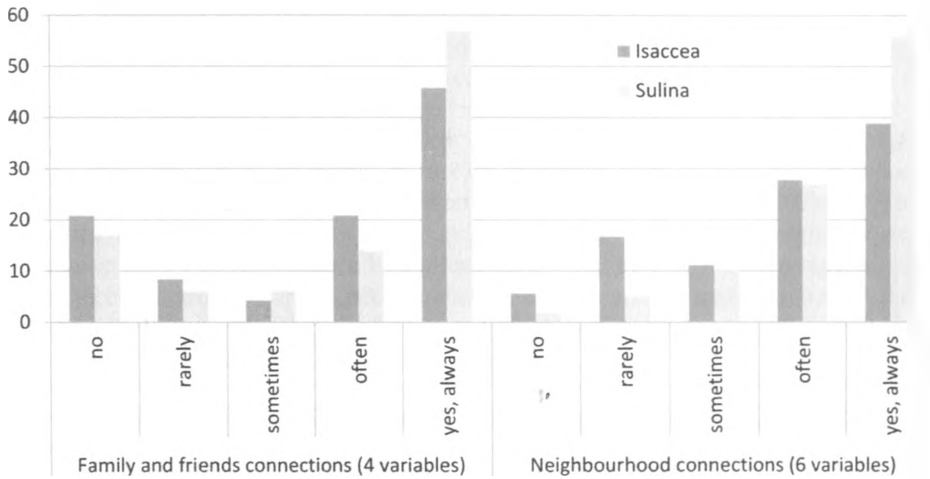 60
50
40
30
20
10
0
Isaccea
Sulina
no
rarely
sometimes
often
yes, always
no
rarely
sometimes
often
yes, always
Family and friends connections (4 variables)
Neighbourhood connections (6 variables)